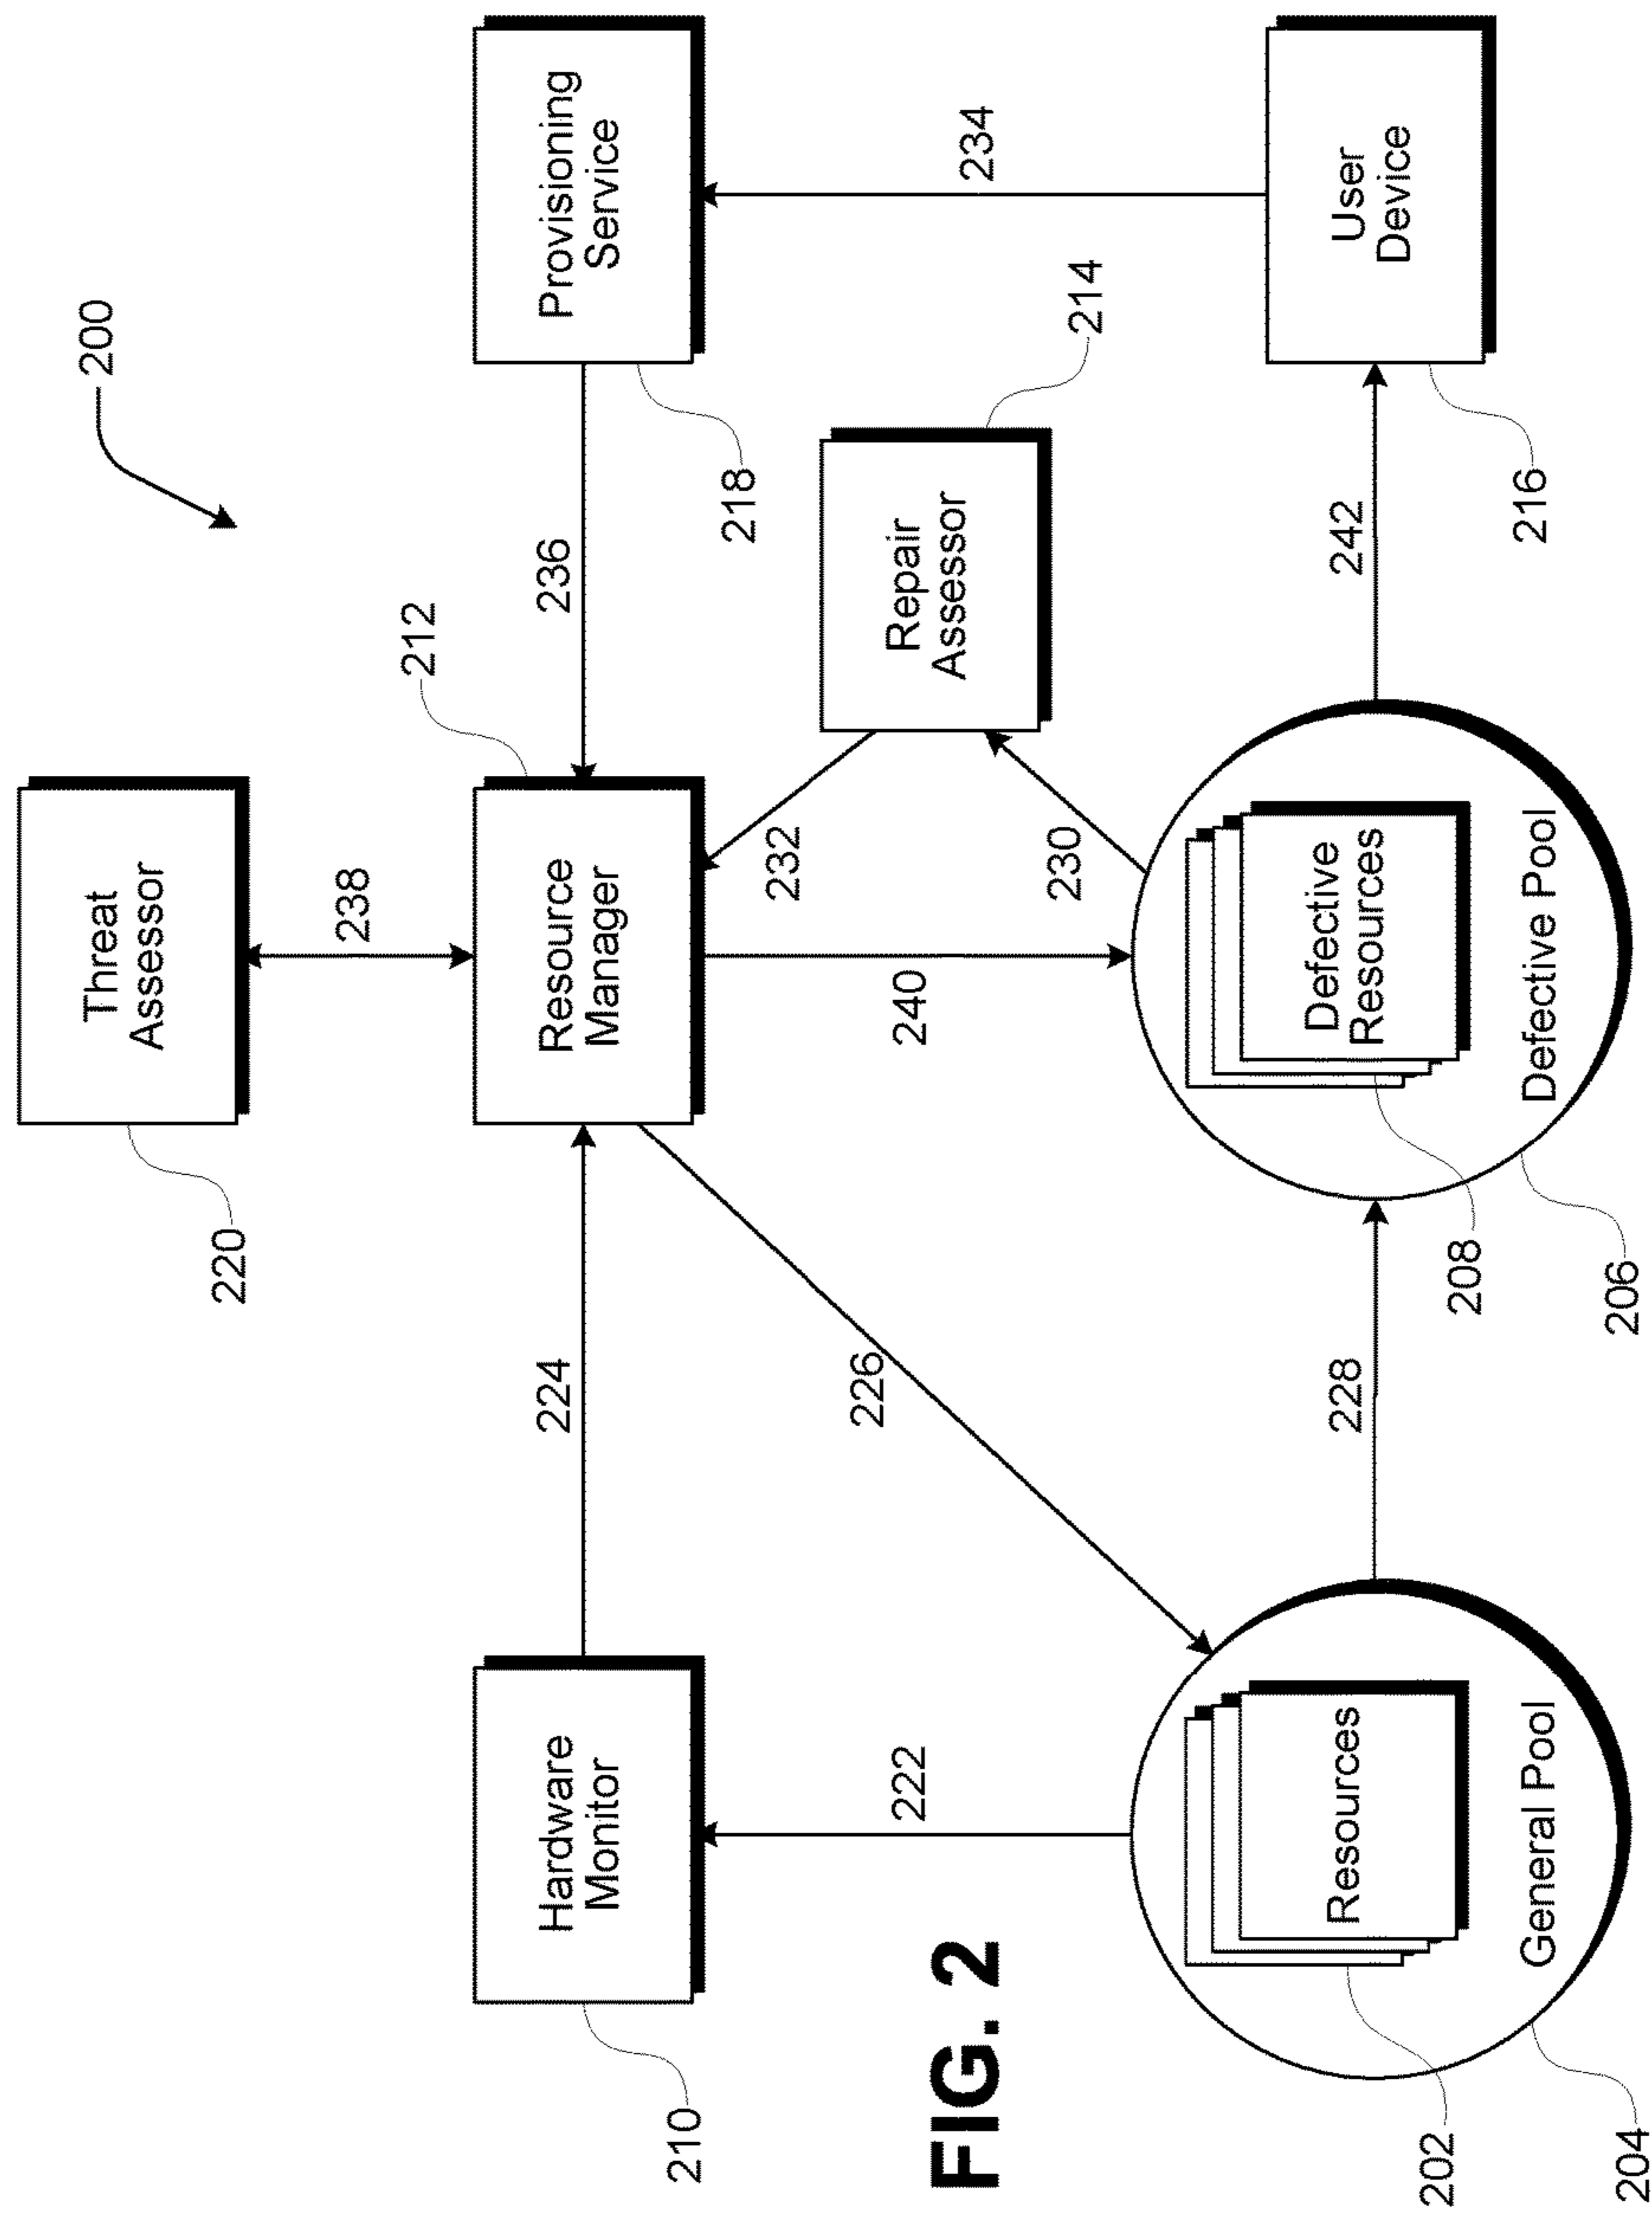 200
Threat
Assessor
220
238
212
Hardware
Monitor
210
224
Resource
Manager
236
Provisioning
Service
218
222
226
240
232
230
Repair
Assessor
214
234
Resources
General Pool
202
204
228
Defective
Resources
Defective Pool
208
206
242
User
Device
216
FIG. 2